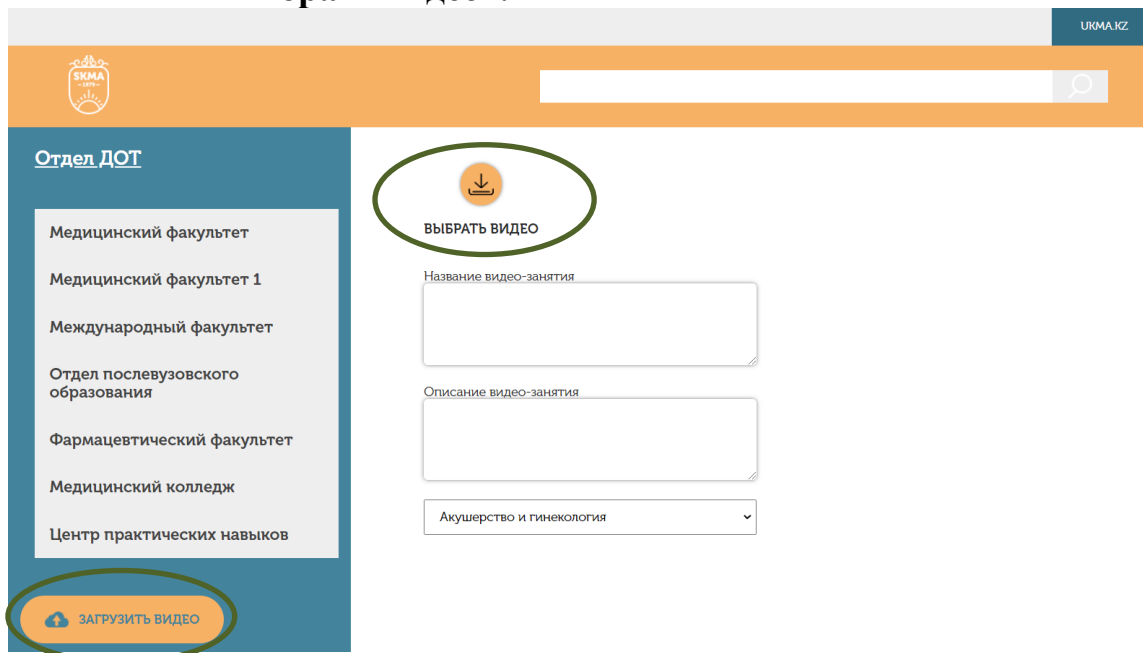 UKMA.KZ
SKMA
Отдел ДОТ
Медицинский факультет
Медицинский факультет 1
Международный факультет
Отдел послевузовского
образования
Фармацевтический факультет
Медицинский колледж
Центр практических навыков
ЗАГРУЗИТЬ ВИДЕО
ВЫБРАТЬ ВИДЕО
Название видео-занятия
Описание видео-занятия
Акушерство и гинекология